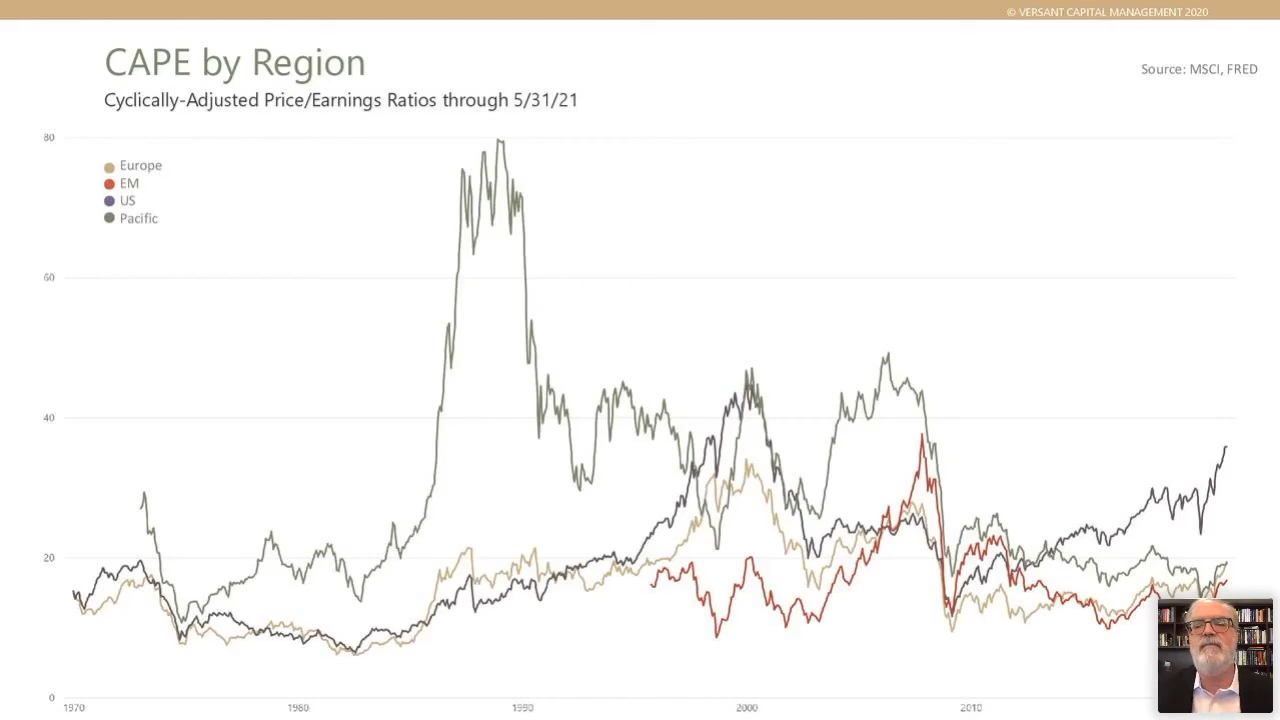 © VERSANT CAPITAL MANAGEMENT 2020
CAPE by Region
Source: MSCI, FRED
Cyclically-Adjusted Price/Earnings Ratios through 5/31/21
80
Europe
EM
US
Pacific
60
40
20
0
1970 1980 1990 2000 2010